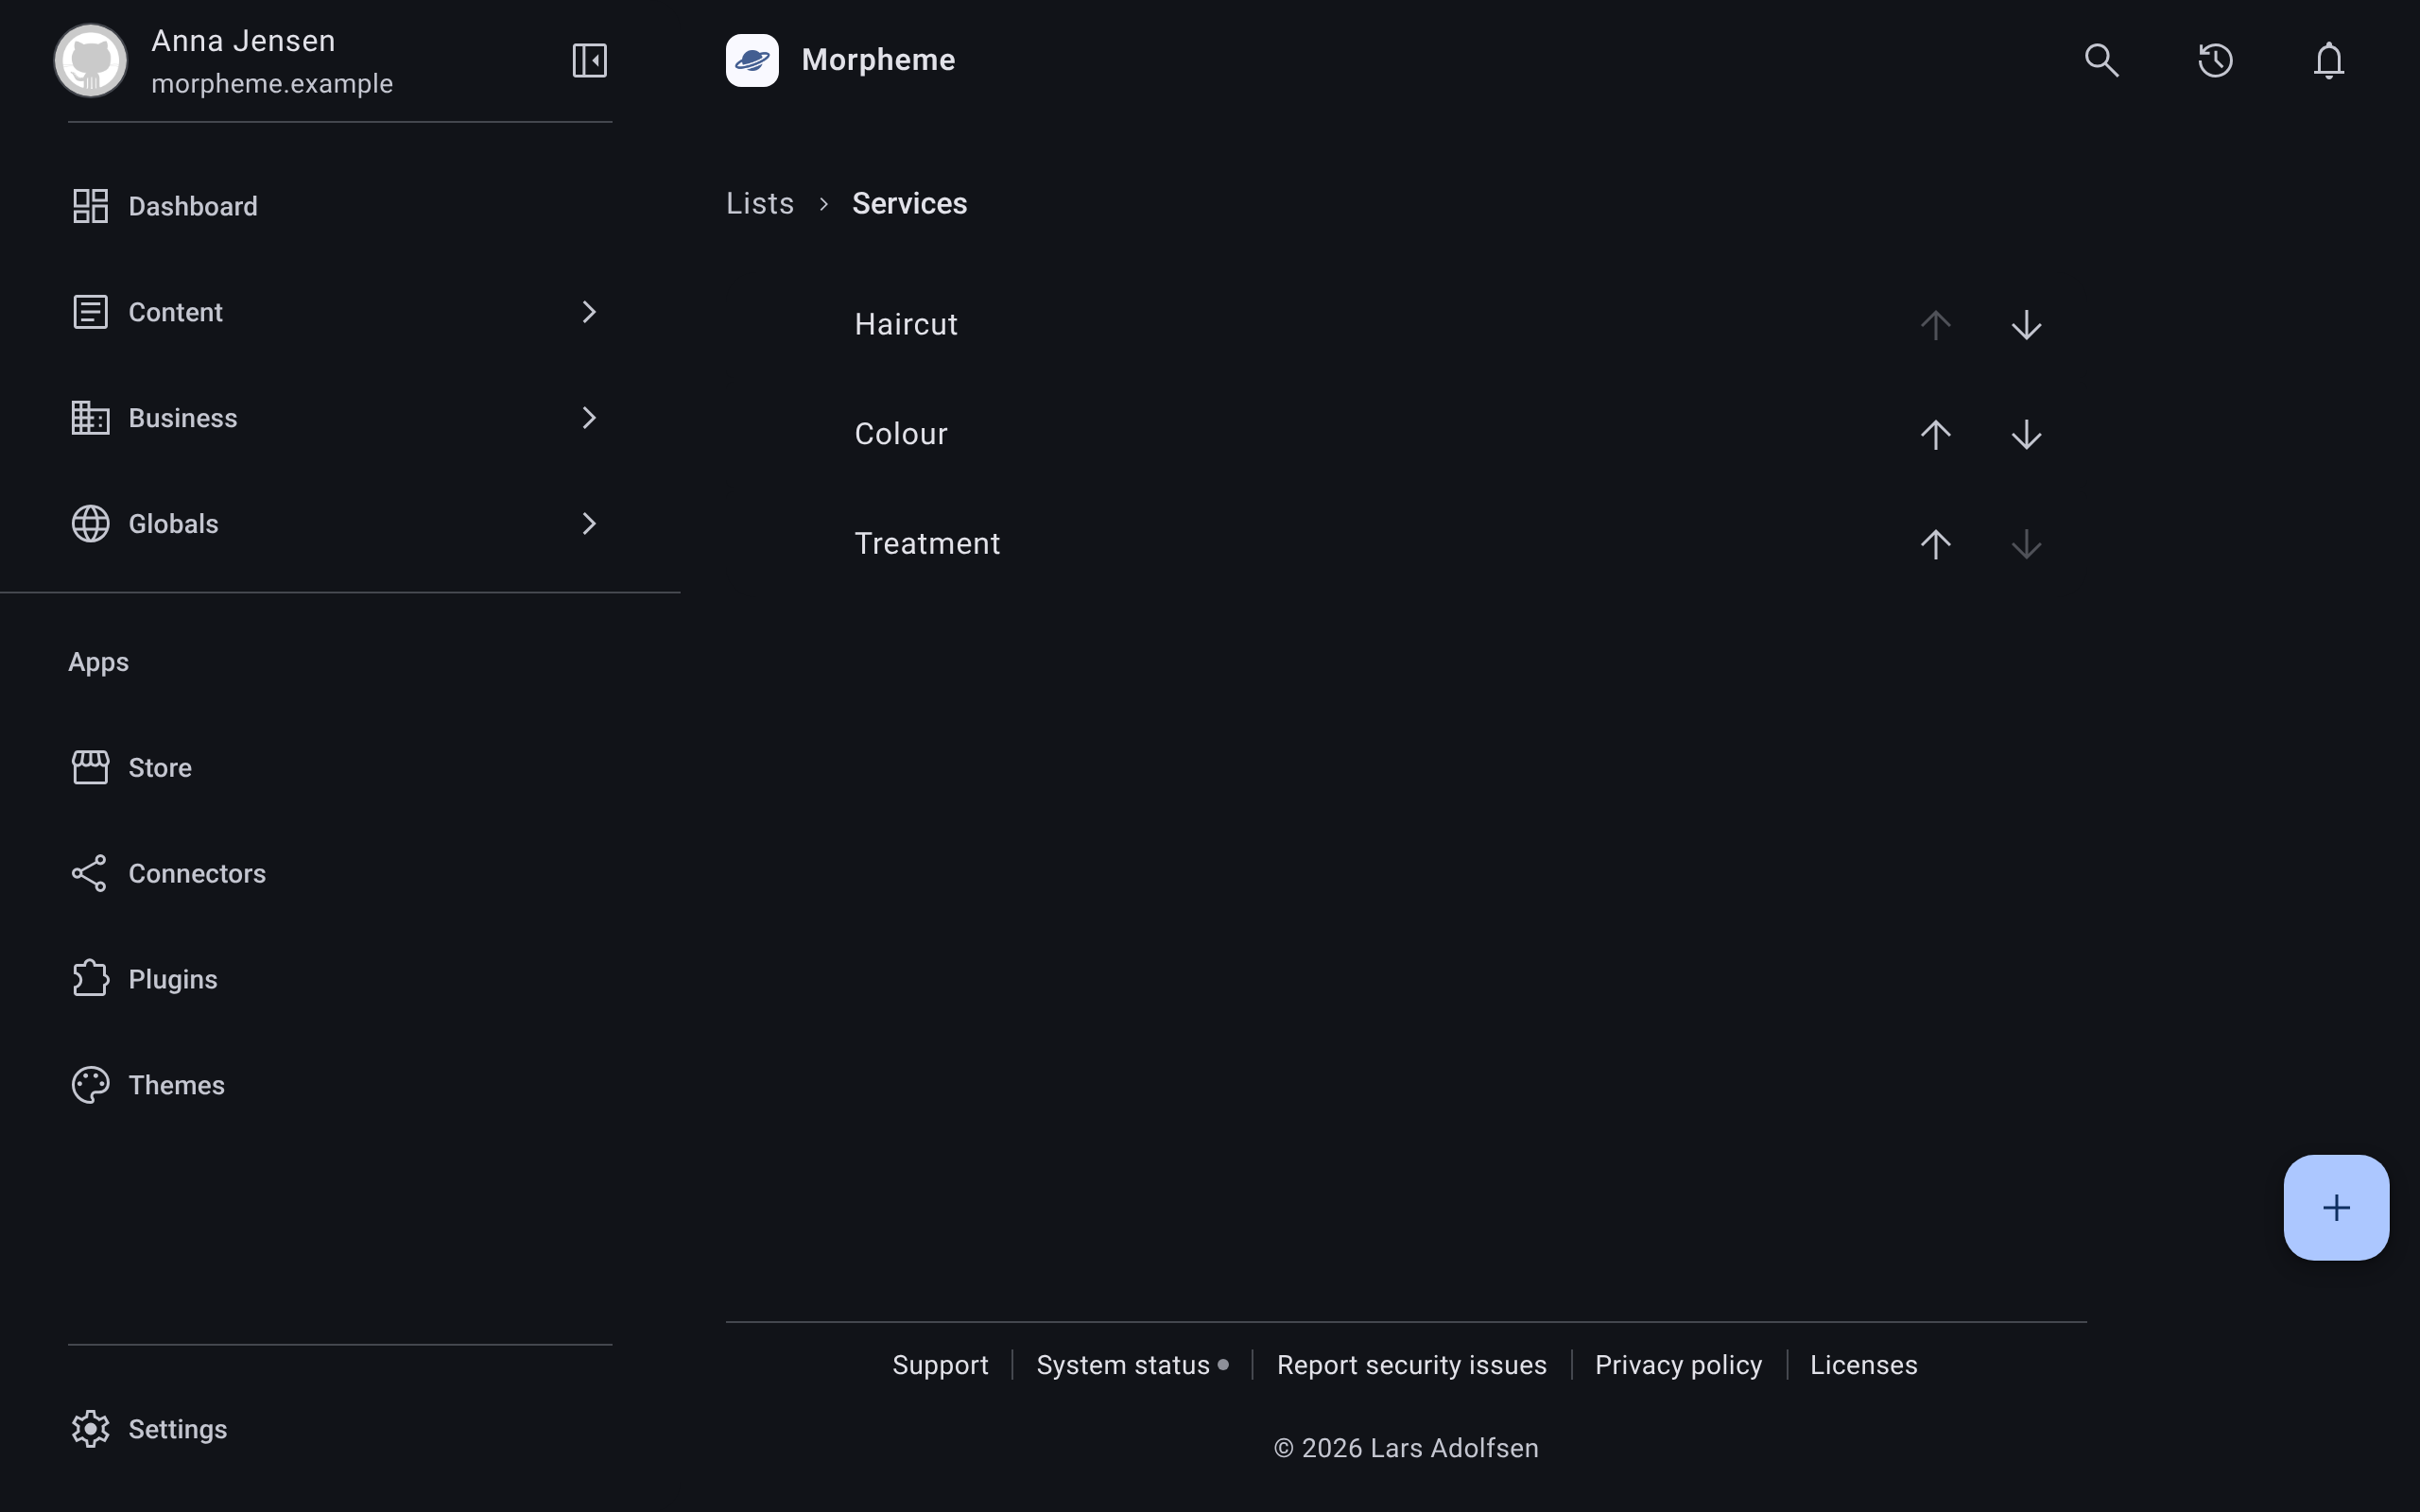 Anna Jensen
morpheme.example
Dashboard
Content
Business
Globals
Apps
Store
Connectors
Plugins
Themes
Settings
Morpheme
Lists
Services
Haircut
Colour
Treatment
Support
System status
Report security issues
Privacy policy
Licenses
© 2026 Lars Adolfsen